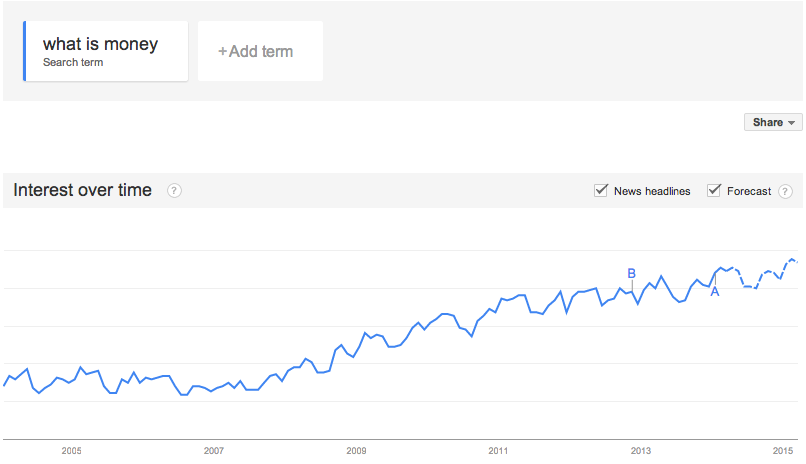 what is money
Search term
+Add term
Share
Interest over time ?
News headlines
Forecast ?
B
A
2005 2007 2009 2011 2013 2015